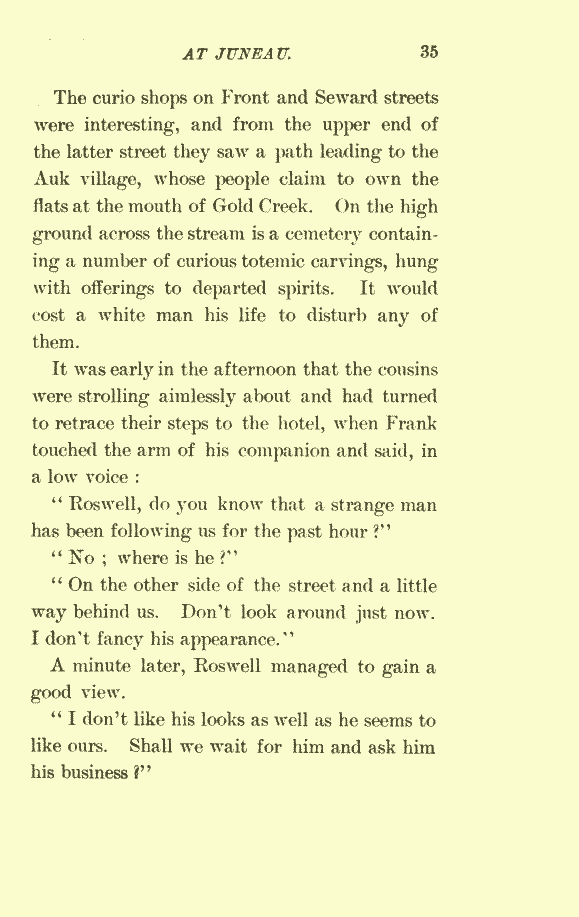 AT JUNEAU. 35
The curio shops on Front and Seward streets
were interesting, and from the upper end of
the latter street they saw a path leading to the
Auk village, whose people claim to own the
flats at the mouth of Gold Creek. On the high
ground across the stream is a cemetery contain-
ing a number of curious totemic carvings, hung
with offerings to departed spirits. It would
cost a white man his life to disturb any of
them.
It was early in the afternoon that the cousins
were strolling aimlessly about and had turned
to retrace their steps to the hotel, when Frank
touched the arm of his companion and said, in
a low voice :
“ Roswell, do you know that a strange man
has been following us for the past hour ?”
“ No ; where is he ?”
“ On the other side of the street and a little
way behind us. Don’t look around just now.
I don’t fancy his appearance.”
A minute later, Roswell managed to gain a
good view.
“ I don’t like his looks as well as he seems to
like ours. Shall we wait for him and ask him
his business ?”